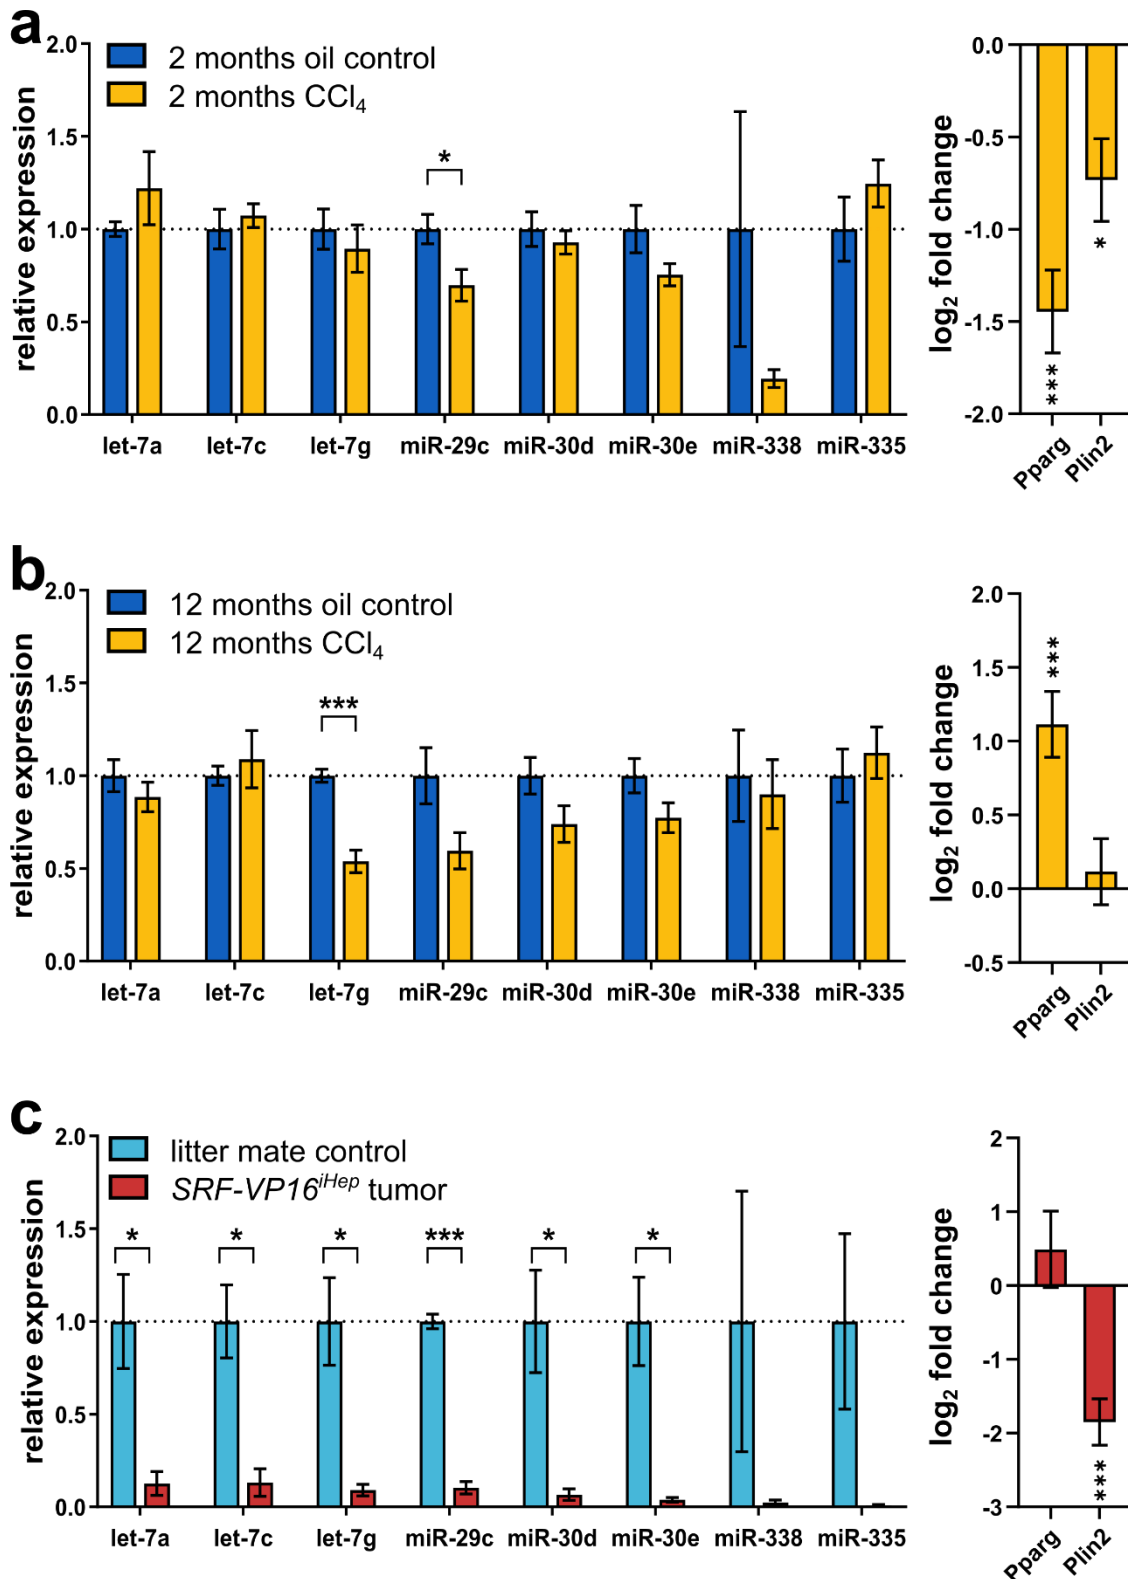 a
2.0
1.5
1.0
0.5
0.0
relative expression
2 months oil control
2 months CCl₄
*
let-7a let-7c let-7g miR-29c miR-30d miR-30e miR-338 miR-335
0.0
-0.5
-1.0
-1.5
-2.0
log₂ fold change
***
*
Pparg Plin2
b
2.0
1.5
1.0
0.5
0.0
relative expression
12 months oil control
12 months CCl₄
***
let-7a let-7c let-7g miR-29c miR-30d miR-30e miR-338 miR-335
2.0
1.5
1.0
0.5
0.0
-0.5
log₂ fold change
***
Pparg Plin2
c
2.0
1.5
1.0
0.5
0.0
relative expression
litter mate control
SRF-VP16^iHep tumor
* * * *** * *
let-7a let-7c let-7g miR-29c miR-30d miR-30e miR-338 miR-335
2
1
0
-1
-2
-3
log₂ fold change
***
Pparg Plin2